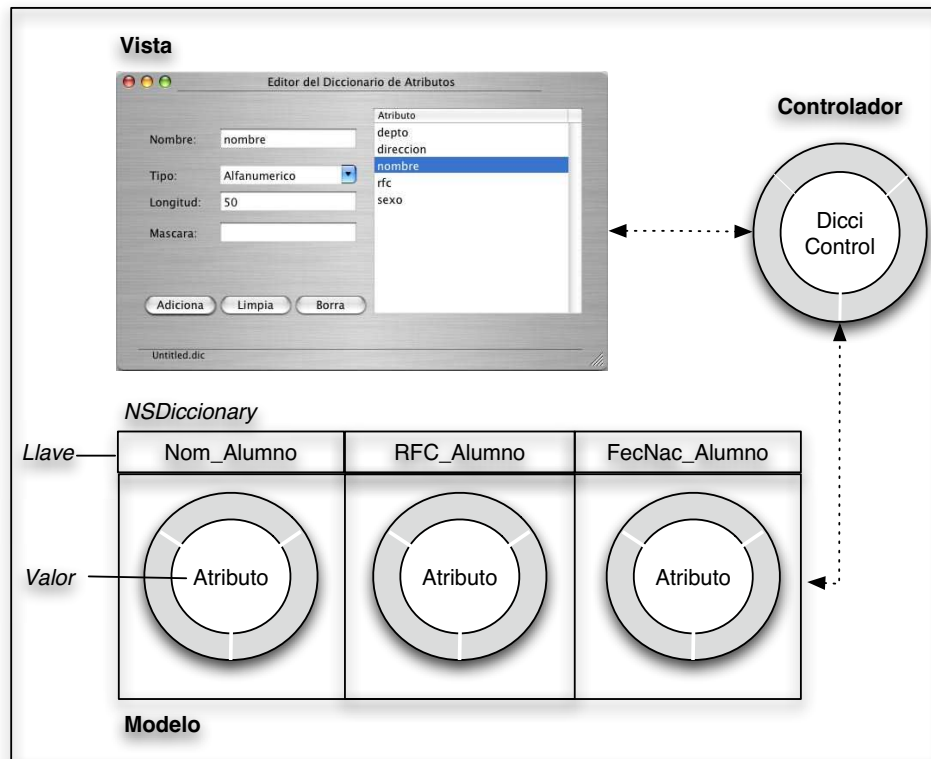 Vista
Editor del Diccionario de Atributos
Controlador
Atributo
Nombre: nombre
depto
direccion
nombre
rfc
sexo
Tipo: Alfanumerico
Longitud: 50
Mascara:
Adiciona Limpia Borra
Untitled.dic
Dicci
Control
NSDiccionary
Llave Nom_Alumno RFC_Alumno FecNac_Alumno
Valor Atributo Atributo Atributo
Modelo